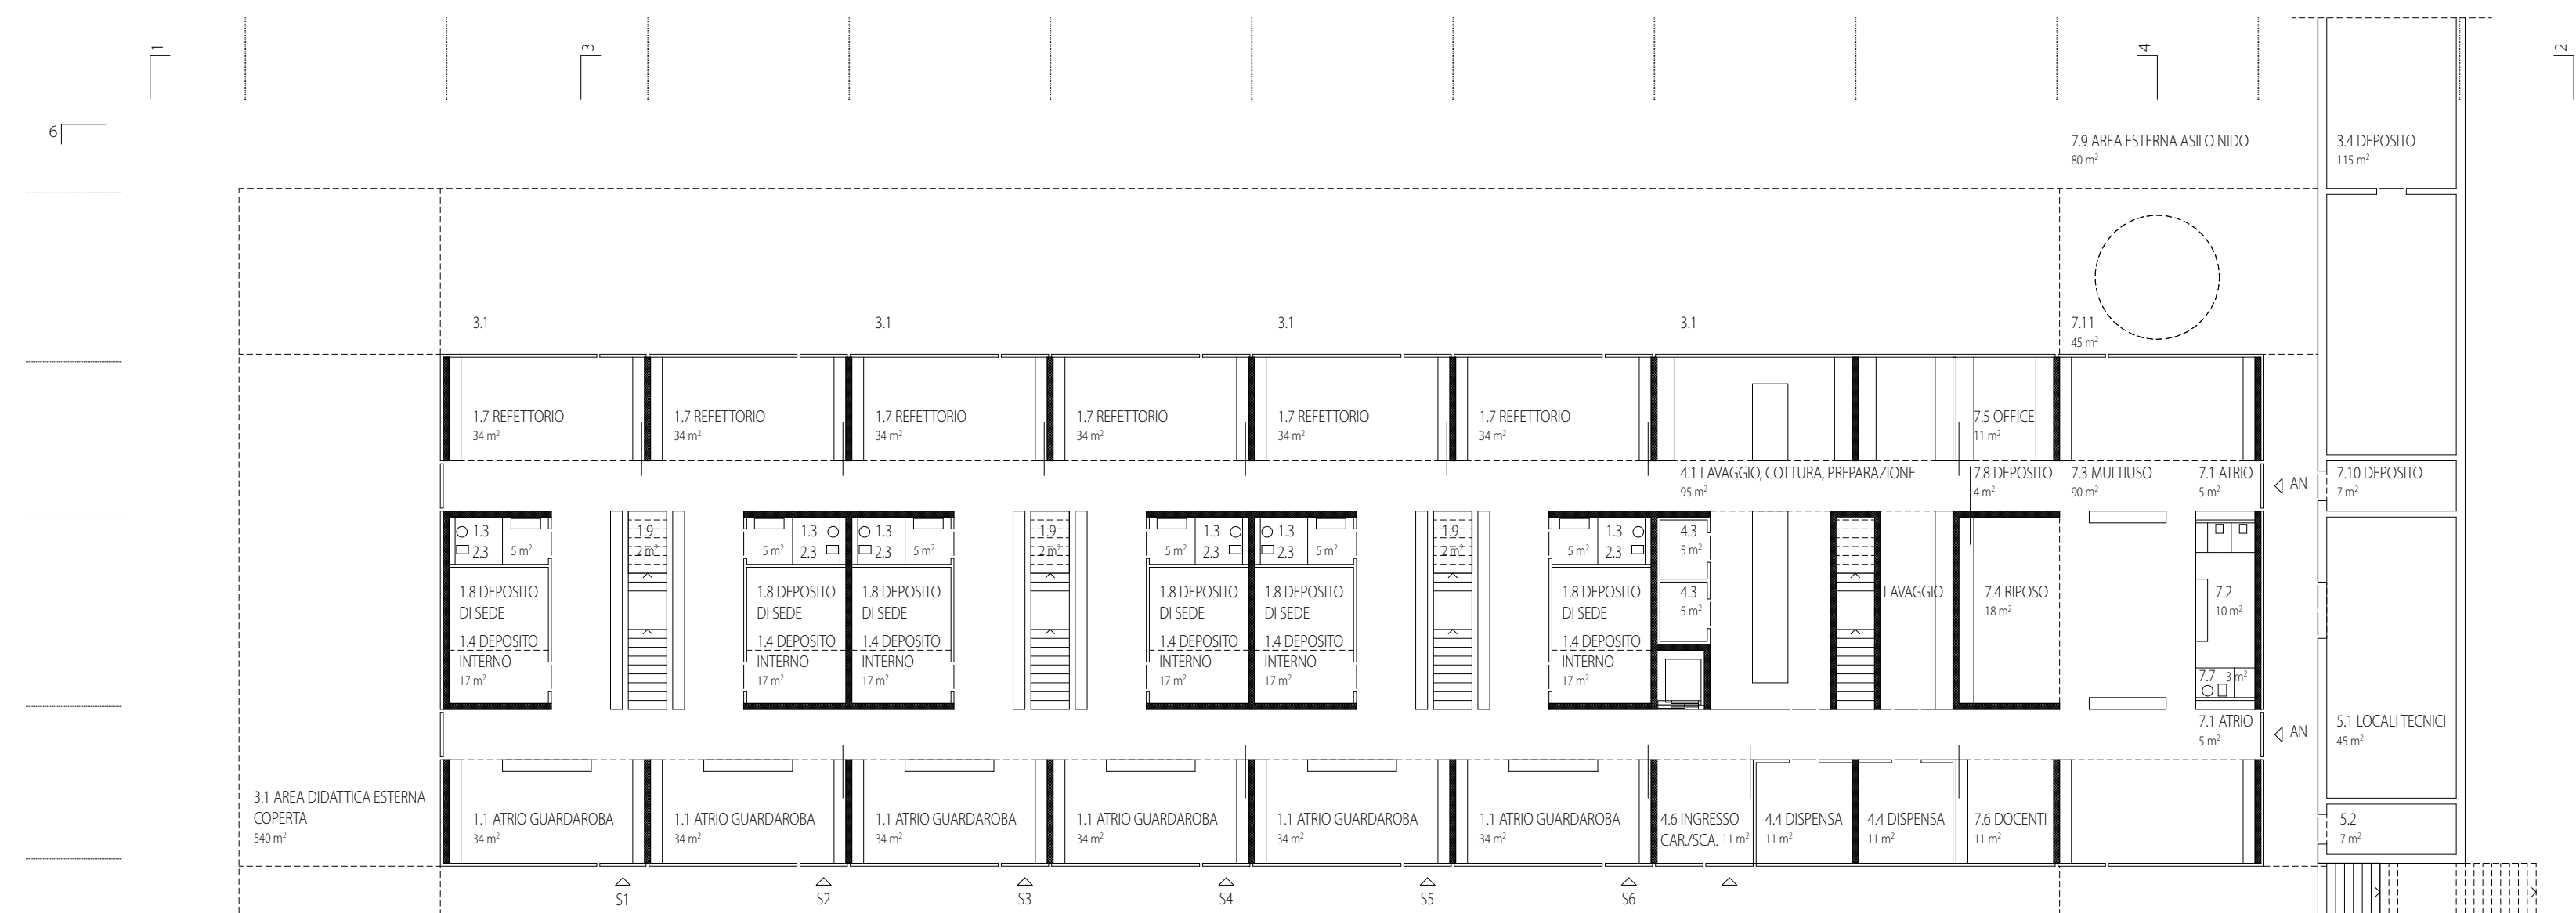 1
3
4
2
6
7.9 AREA ESTERNA ASILO NIDO
80 m²
3.4 DEPOSITO
115 m²
3.1
3.1
3.1
3.1
7.11
45 m²
1.7 REFETTORIO
34 m²
1.7 REFETTORIO
34 m²
1.7 REFETTORIO
34 m²
1.7 REFETTORIO
34 m²
1.7 REFETTORIO
34 m²
1.7 REFETTORIO
34 m²
7.5 OFFICE
11 m²
4.1 LAVAGGIO, COTTURA, PREPARAZIONE
95 m²
7.8 DEPOSITO
4 m²
7.3 MULTIUSO
90 m²
7.1 ATRIO
5 m²
AN
7.10 DEPOSITO
7 m²
1.3
2.3
5 m²
1.9
2 m²
5 m²
1.3
2.3
1.3
2.3
5 m²
1.9
2 m²
5 m²
1.3
2.3
1.3
2.3
5 m²
1.9
2 m²
5 m²
1.3
2.3
4.3
5 m²
4.3
5 m²
1.8 DEPOSITO
DI SEDE
1.4 DEPOSITO
INTERNO
17 m²
1.8 DEPOSITO
DI SEDE
1.4 DEPOSITO
INTERNO
17 m²
1.8 DEPOSITO
DI SEDE
1.4 DEPOSITO
INTERNO
17 m²
1.8 DEPOSITO
DI SEDE
1.4 DEPOSITO
INTERNO
17 m²
1.8 DEPOSITO
DI SEDE
1.4 DEPOSITO
INTERNO
17 m²
1.8 DEPOSITO
DI SEDE
1.4 DEPOSITO
INTERNO
17 m²
LAVAGGIO
7.4 RIPOSO
18 m²
7.2
10 m²
7.7 3 m²
7.1 ATRIO
5 m²
AN
5.1 LOCALI TECNICI
45 m²
3.1 AREA DIDATTICA ESTERNA
COPERTA
540 m²
1.1 ATRIO GUARDAROBA
34 m²
1.1 ATRIO GUARDAROBA
34 m²
1.1 ATRIO GUARDAROBA
34 m²
1.1 ATRIO GUARDAROBA
34 m²
1.1 ATRIO GUARDAROBA
34 m²
1.1 ATRIO GUARDAROBA
34 m²
4.6 INGRESSO
CAR./SCA. 11 m²
4.4 DISPENSA
11 m²
4.4 DISPENSA
11 m²
7.6 DOCENTI
11 m²
5.2
7 m²
S1
S2
S3
S4
S5
S6